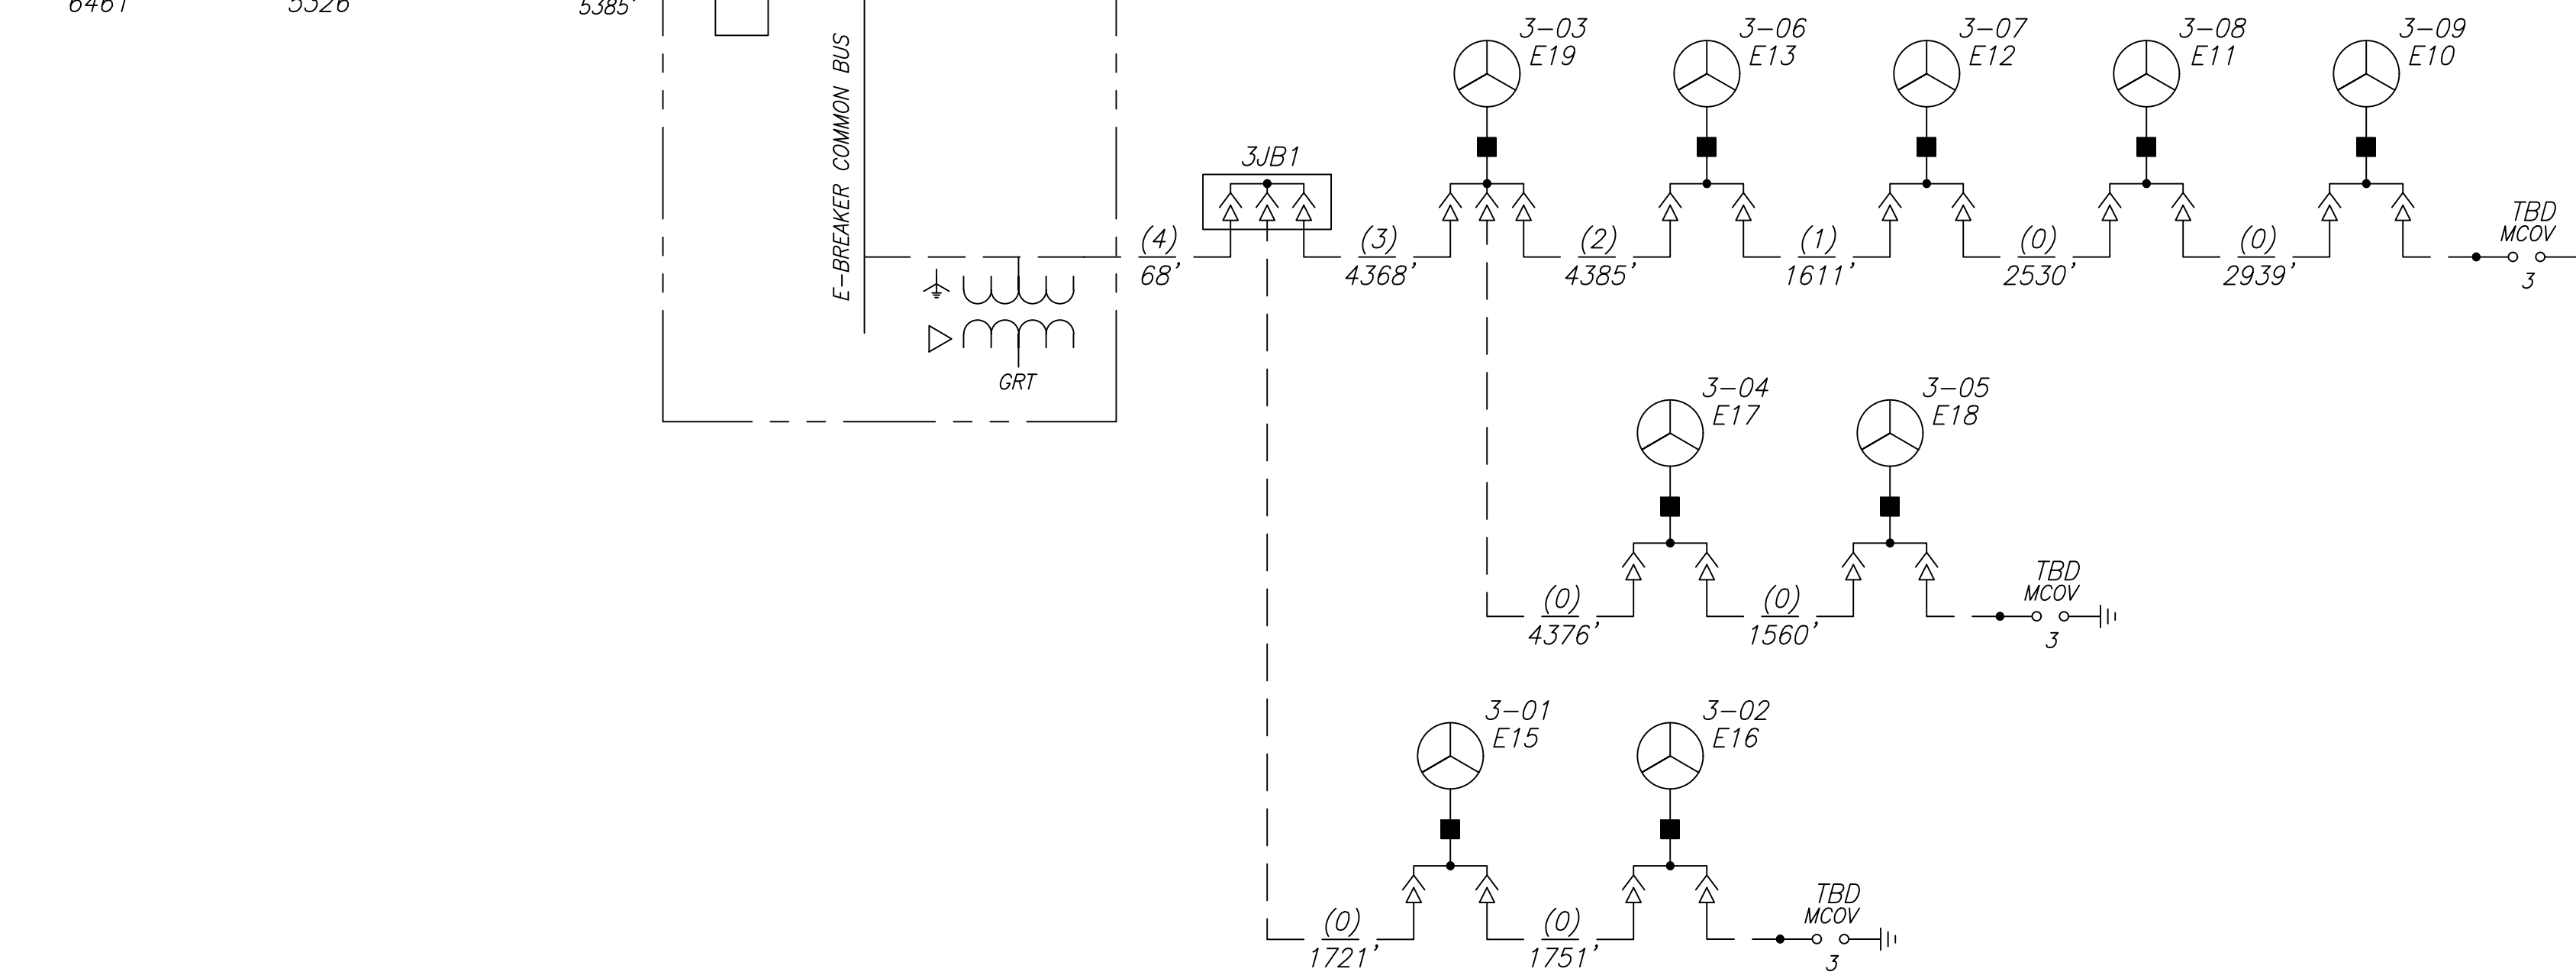 5385'
E-BREAKER COMMON BUS
GRT
(4)
68'
3JB1
(3)
4368'
3-03
E19
(2)
4385'
3-06
E13
(1)
1611'
3-07
E12
(0)
2530'
3-08
E11
(0)
2939'
3-09
E10
TBD
MCOV
3
(0)
4376'
3-04
E17
(0)
1560'
3-05
E18
TBD
MCOV
3
(0)
1721'
3-01
E15
(0)
1751'
3-02
E16
TBD
MCOV
3